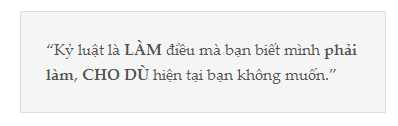 “Kỷ luật là LÀM điều mà bạn biết mình phải
làm, CHO DÙ hiện tại bạn không muốn.”